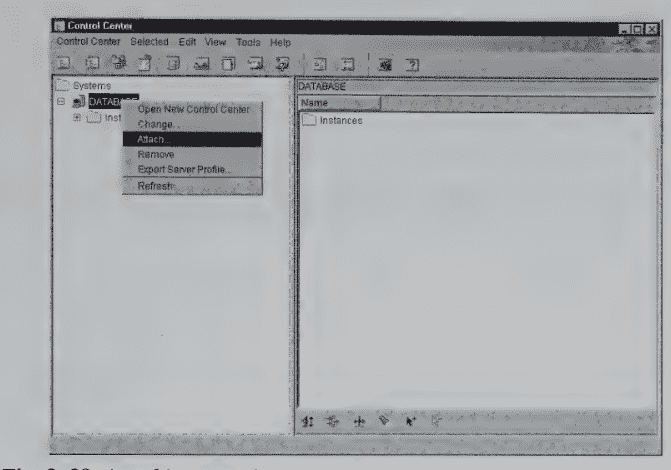 Control Center
Control Center Selected Edit View Tools Help
Systems
DATABASE
Inst
Open New Control Center
Change...
Attach...
Remove
Export Server Profile...
Refresh
DATABASE
Name
Instances